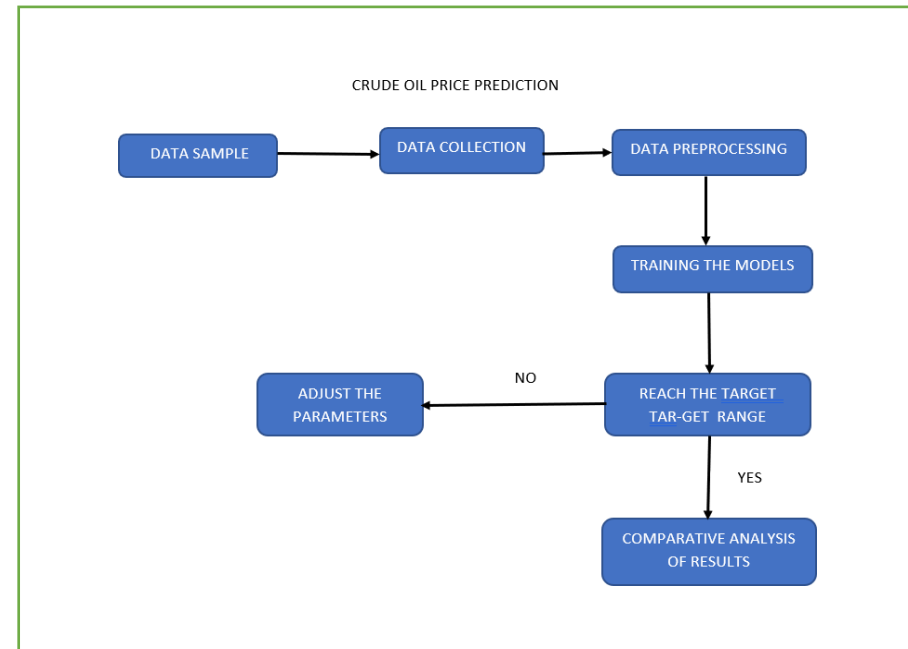 CRUDE OIL PRICE PREDICTION
DATA SAMPLE
DATA COLLECTION
DATA PREPROCESSING
TRAINING THE MODELS
REACH THE TARGET
TAR-GET RANGE
NO
ADJUST THE
PARAMETERS
YES
COMPARATIVE ANALYSIS
OF RESULTS